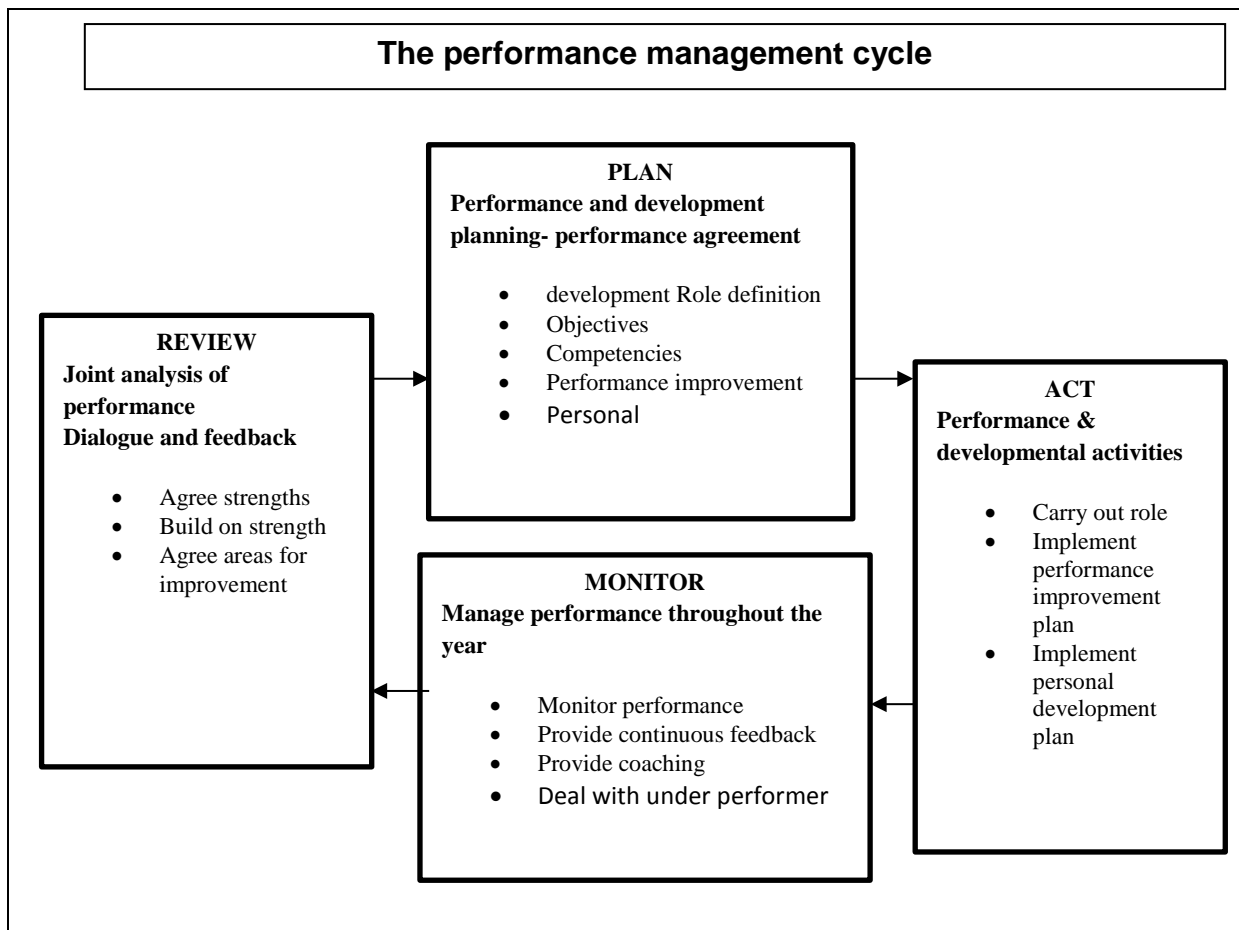 The performance management cycle
PLAN
Performance and development
planning- performance agreement
• development Role definition
• Objectives
• Competencies
• Performance improvement
• Personal
REVIEW
Joint analysis of
performance
Dialogue and feedback
• Agree strengths
• Build on strength
• Agree areas for
improvement
ACT
Performance &
developmental activities
• Carry out role
• Implement
performance
improvement
plan
• Implement
personal
development
plan
MONITOR
Manage performance throughout the
year
• Monitor performance
• Provide continuous feedback
• Provide coaching
• Deal with under performer